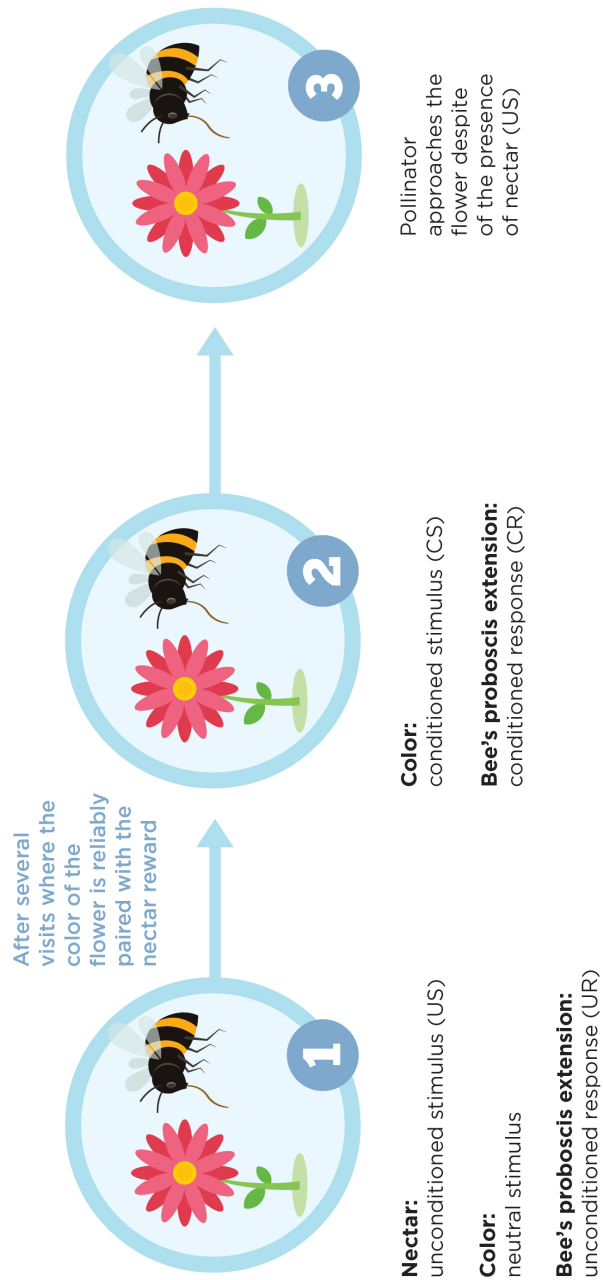 1
Nectar:
unconditioned stimulus (US)
Color:
neutral stimulus
Bee's proboscis extension:
unconditioned response (UR)
After several
visits where the
color of the
flower is reliably
paired with the
nectar reward
2
Color:
conditioned stimulus (CS)
Bee's proboscis extension:
conditioned response (CR)
3
Pollinator
approaches the
flower despite
of the presence
of nectar (US)